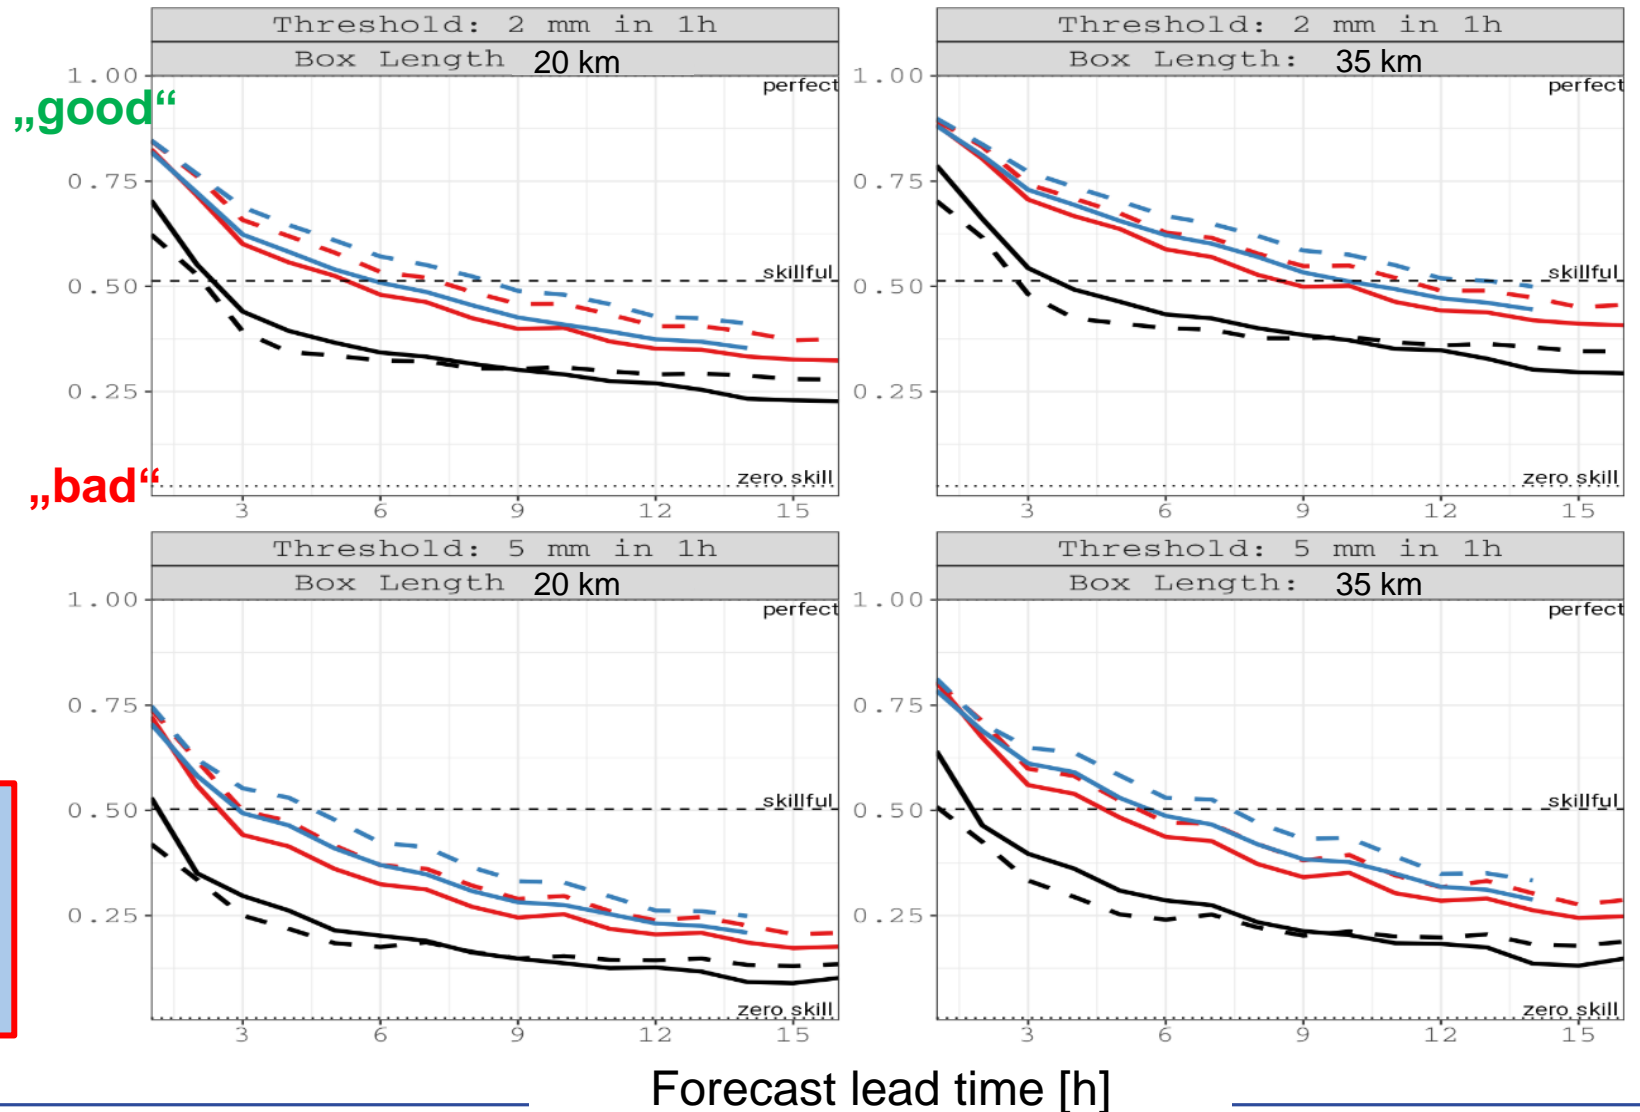 Threshold: 2 mm in 1h
Box Length 20 km
1.00
perfect
„good“
0.75
skillful
0.50
0.25
„bad“
zero skill
3 6 9 12 15
Threshold: 2 mm in 1h
Box Length: 35 km
1.00
perfect
0.75
skillful
0.50
0.25
zero skill
3 6 9 12 15
Threshold: 5 mm in 1h
Box Length 20 km
1.00
perfect
0.75
skillful
0.50
0.25
zero skill
3 6 9 12 15
Threshold: 5 mm in 1h
Box Length: 35 km
1.00
perfect
0.75
skillful
0.50
0.25
zero skill
3 6 9 12 15
Forecast lead time [h]